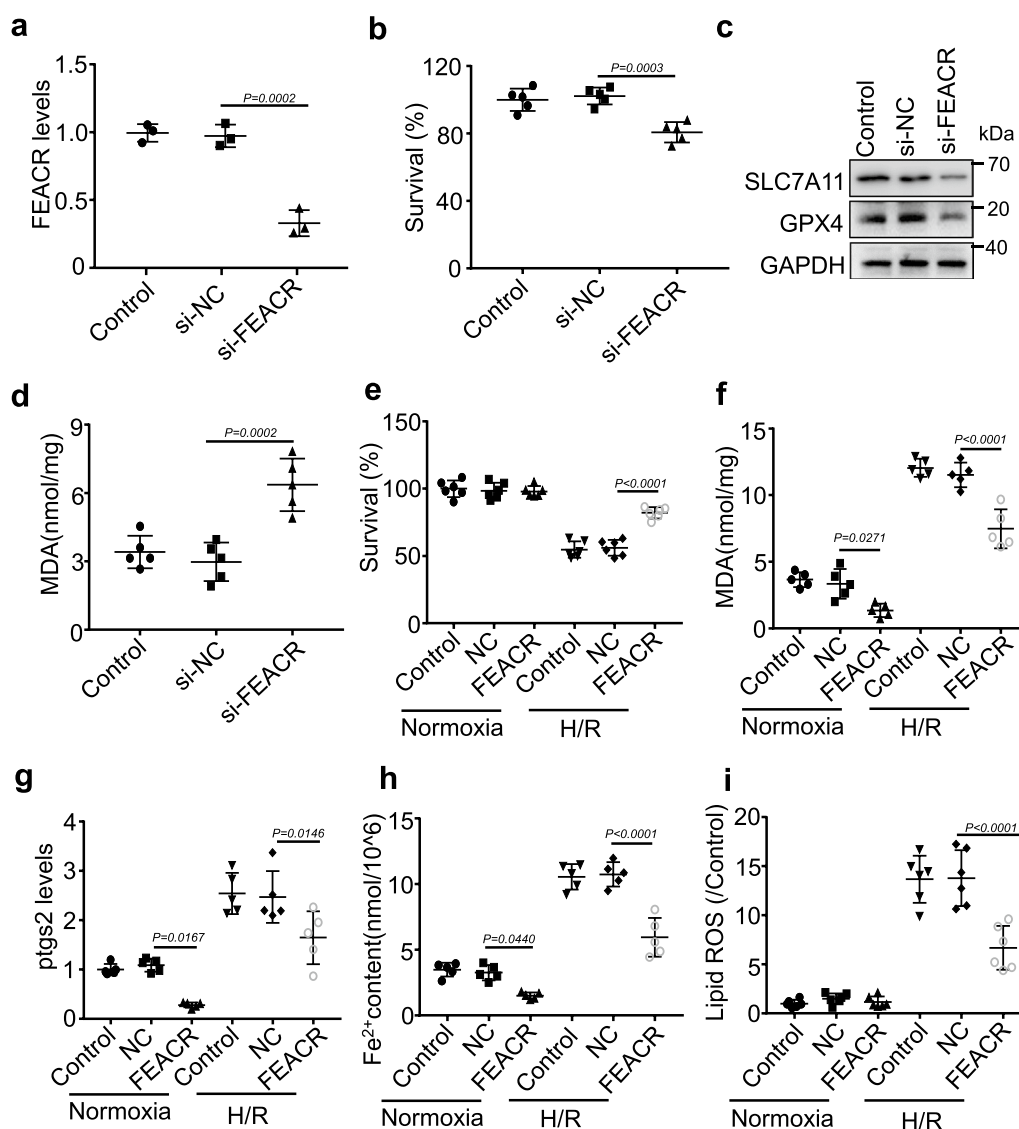 a
FEACR levels
1.5
1.0
0.5
0
P=0.0002
Control
si-NC
si-FEACR
b
Survival (%)
120
80
40
0
P=0.0003
Control
si-NC
si-FEACR
c
Control
si-NC
si-FEACR
kDa
SLC7A11
70
GPX4
20
GAPDH
40
d
MDA(nmol/mg)
9
6
3
0
P=0.0002
Control
si-NC
si-FEACR
e
Survival (%)
150
100
50
0
P<0.0001
Control
NC
FEACR
Control
NC
FEACR
Normoxia
H/R
f
MDA(nmol/mg)
15
10
5
0
P=0.0271
P<0.0001
Control
NC
FEACR
Control
NC
FEACR
Normoxia
H/R
g
ptgs2 levels
4
3
2
1
0
P=0.0167
P=0.0146
Control
NC
FEACR
Control
NC
FEACR
Normoxia
H/R
h
Fe²⁺content(nmol/10^6)
15
10
5
0
P=0.0440
P<0.0001
Control
NC
FEACR
Control
NC
FEACR
Normoxia
H/R
i
Lipid ROS (/Control)
20
15
10
5
0
P<0.0001
Control
NC
FEACR
Control
NC
FEACR
Normoxia
H/R